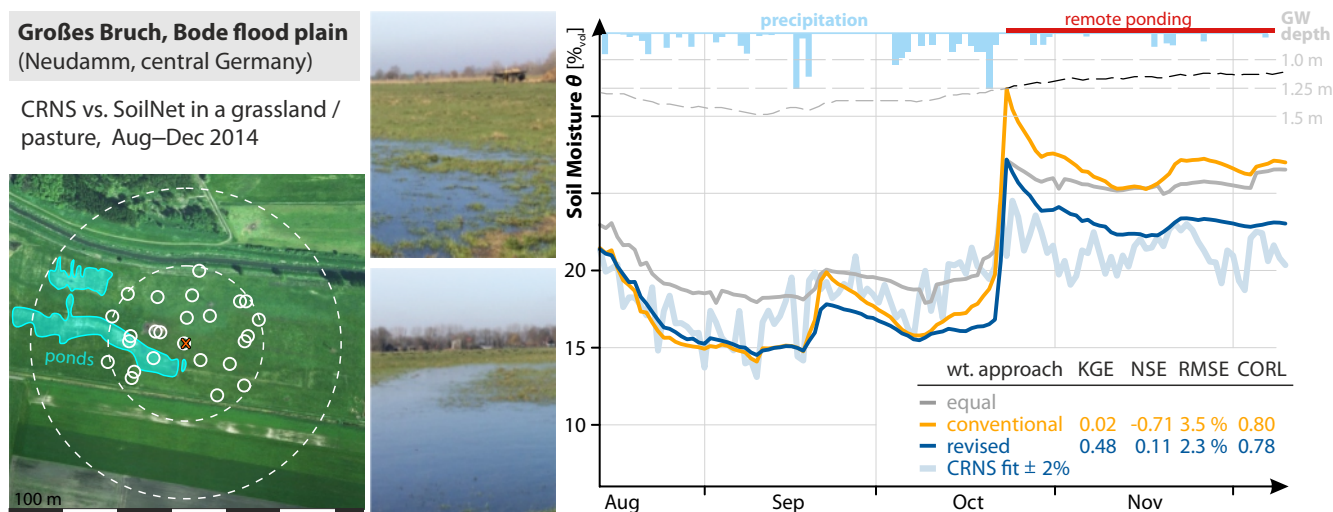 Großes Bruch, Bode flood plain
(Neudamm, central Germany)
CRNS vs. SoilNet in a grassland /
pasture, Aug–Dec 2014
ponds
100 m
precipitation
remote ponding
GW
depth
1.0 m
1.25 m
1.5 m
Soil Moisture θ [%vol]
20
15
10
wt. approach KGE NSE RMSE CORL
equal
conventional 0.02 -0.71 3.5 % 0.80
revised 0.48 0.11 2.3 % 0.78
CRNS fit ± 2%
Aug Sep Oct Nov